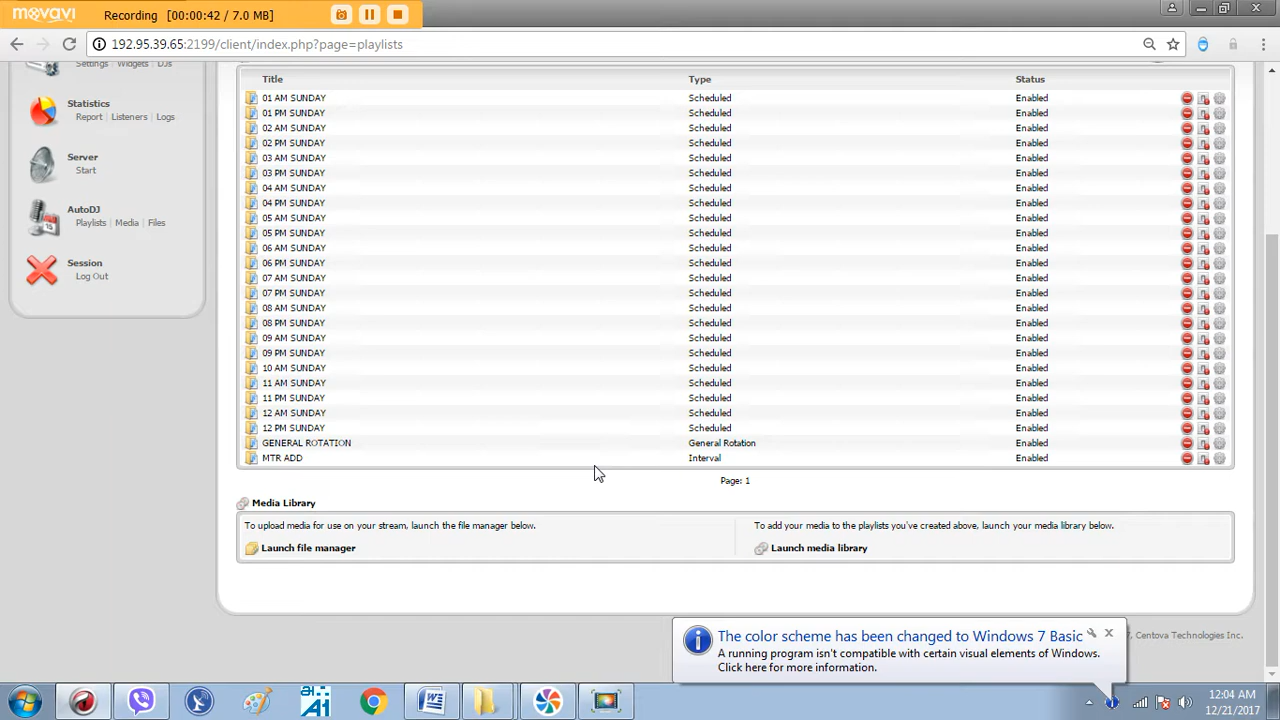 movavi Recording [00:00:42 / 7.0 MB]
192.95.39.65:2199/client/index.php?page=playlists
Settings | Widgets | DJs
Statistics
Report | Listeners | Logs
Server
Start
AutoDJ
Playlists | Media | Files
15
Session
Log Out
Title Type Status
01 AM SUNDAY Scheduled Enabled
01 PM SUNDAY Scheduled Enabled
02 AM SUNDAY Scheduled Enabled
02 PM SUNDAY Scheduled Enabled
03 AM SUNDAY Scheduled Enabled
03 PM SUNDAY Scheduled Enabled
04 AM SUNDAY Scheduled Enabled
04 PM SUNDAY Scheduled Enabled
05 AM SUNDAY Scheduled Enabled
05 PM SUNDAY Scheduled Enabled
06 AM SUNDAY Scheduled Enabled
06 PM SUNDAY Scheduled Enabled
07 AM SUNDAY Scheduled Enabled
07 PM SUNDAY Scheduled Enabled
08 AM SUNDAY Scheduled Enabled
08 PM SUNDAY Scheduled Enabled
09 AM SUNDAY Scheduled Enabled
09 PM SUNDAY Scheduled Enabled
10 AM SUNDAY Scheduled Enabled
11 AM SUNDAY Scheduled Enabled
11 PM SUNDAY Scheduled Enabled
12 AM SUNDAY Scheduled Enabled
12 PM SUNDAY Scheduled Enabled
GENERAL ROTATION General Rotation Enabled
MTR ADD Interval Enabled
Page: 1
Media Library
To upload media for use on your stream, launch the file manager below.
Launch file manager
To add your media to the playlists you've created above, launch your media library below.
Launch media library
The color scheme has been changed to Windows 7 Basic
A running program isn't compatible with certain visual elements of Windows.
Click here for more information.
7, Centova Technologies Inc.
12:04 AM
12/21/2017